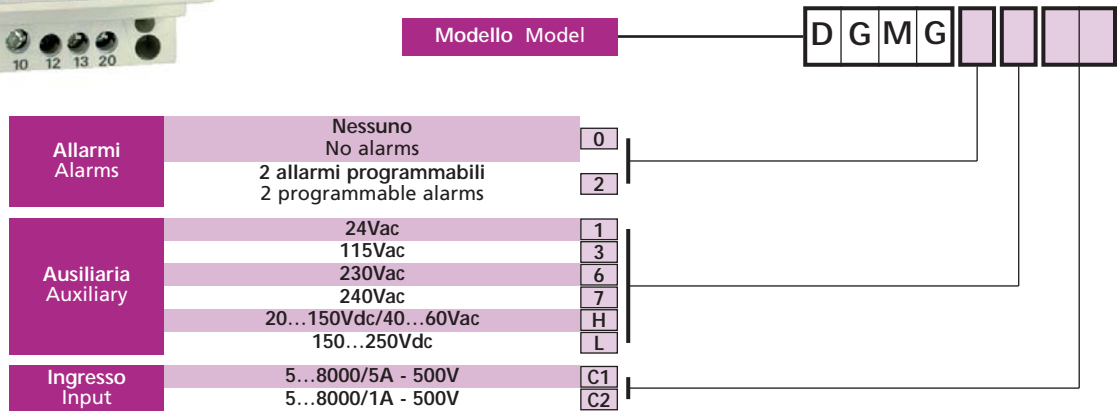 10 12 13 20
Modello Model
D G M G
Allarmi
Alarms
Nessuno
No alarms
0
2 allarmi programmabili
2 programmable alarms
2
Ausiliaria
Auxiliary
24Vac 1
115Vac 3
230Vac 6
240Vac 7
20...150Vdc/40...60Vac H
150...250Vdc L
Ingresso
Input
5...8000/5A - 500V C1
5...8000/1A - 500V C2